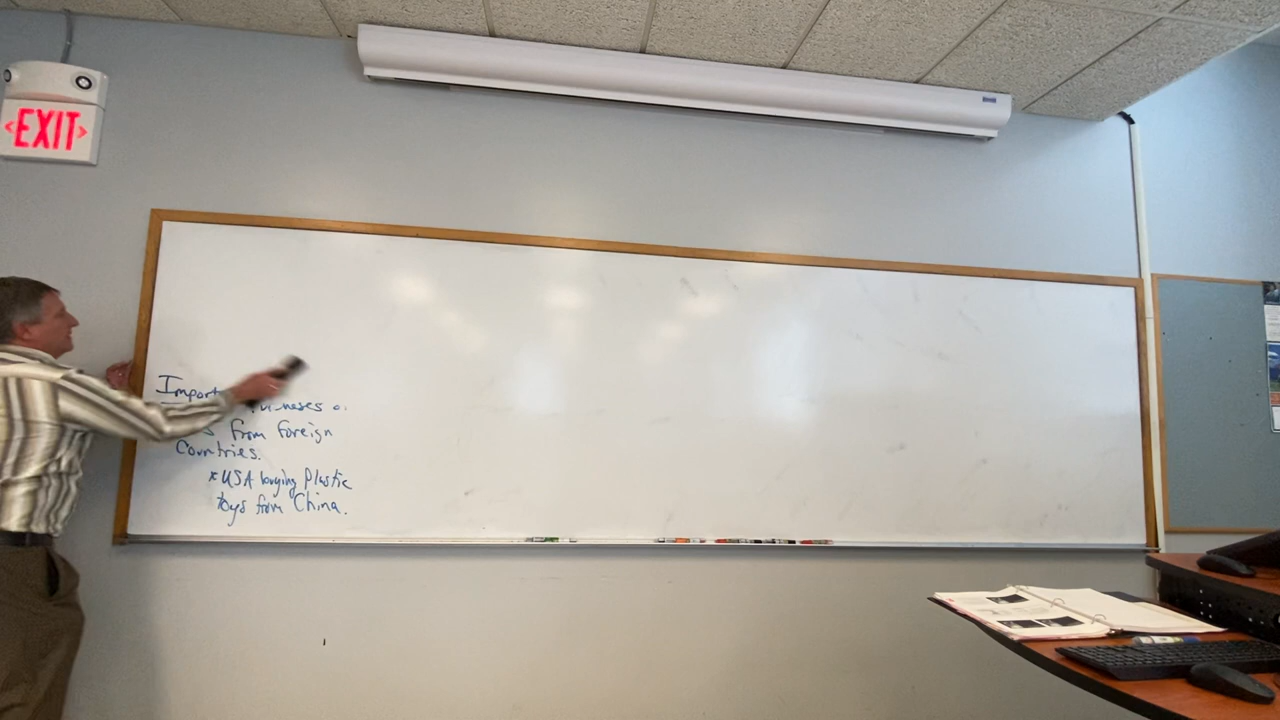 EXIT
Import
from foreign
Countries.
*USA buying Plastic
toys from China.